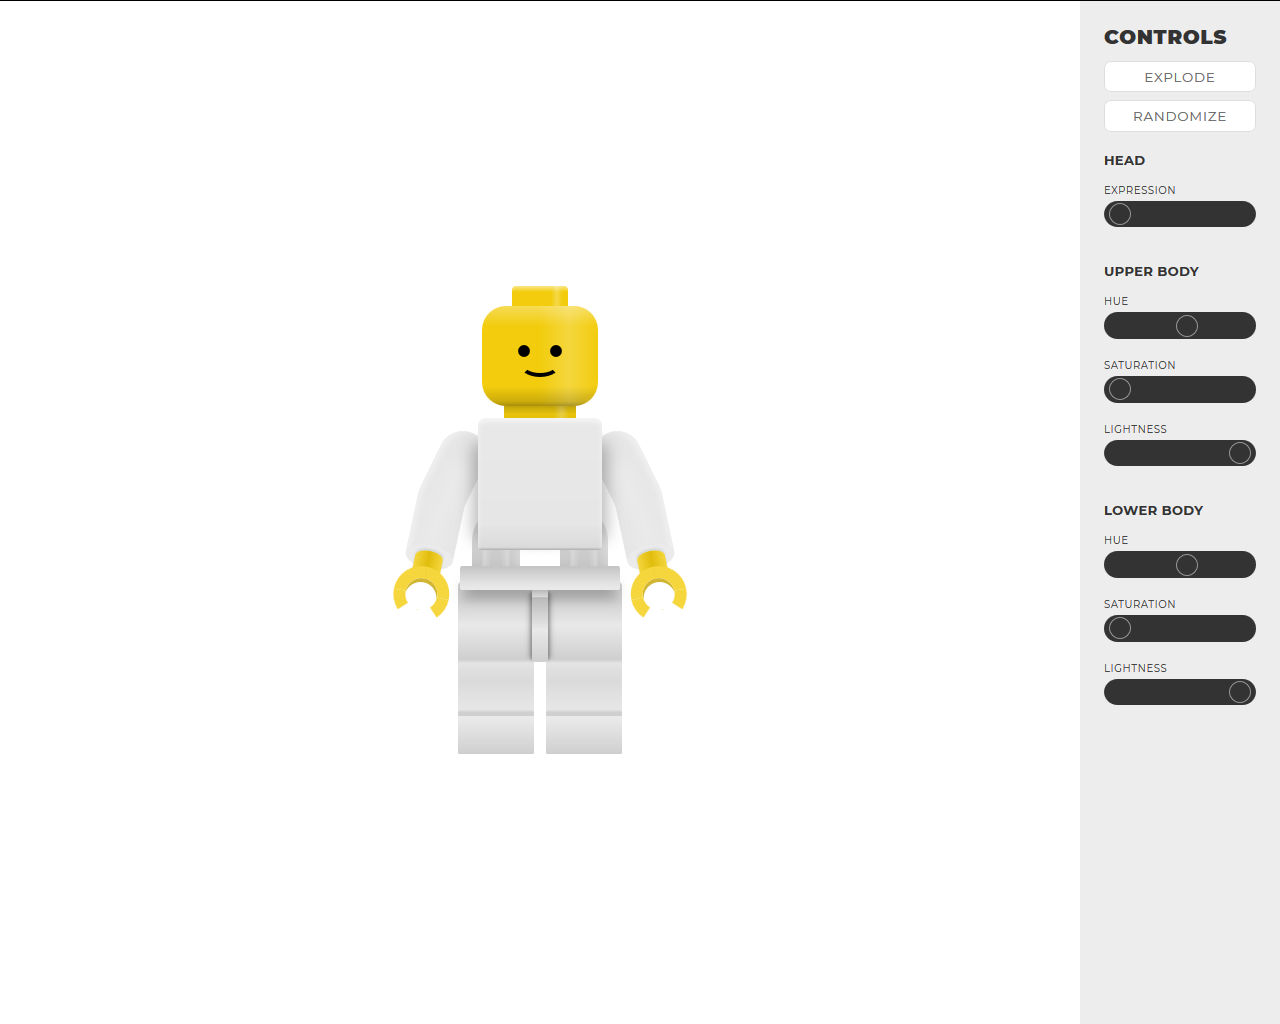 CONTROLS
EXPLODE
RANDOMIZE
HEAD
EXPRESSION
UPPER BODY
HUE
SATURATION
LIGHTNESS
LOWER BODY
HUE
SATURATION
LIGHTNESS